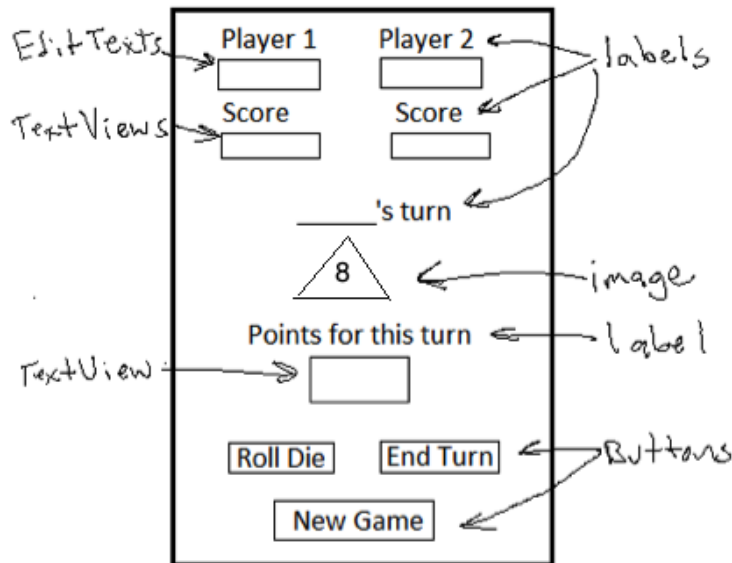 EditTexts
Player 1
Player 2
labels
TextViews
Score
Score
_______'s turn
8
image
Points for this turn
label
TextView
Roll Die
End Turn
Buttons
New Game